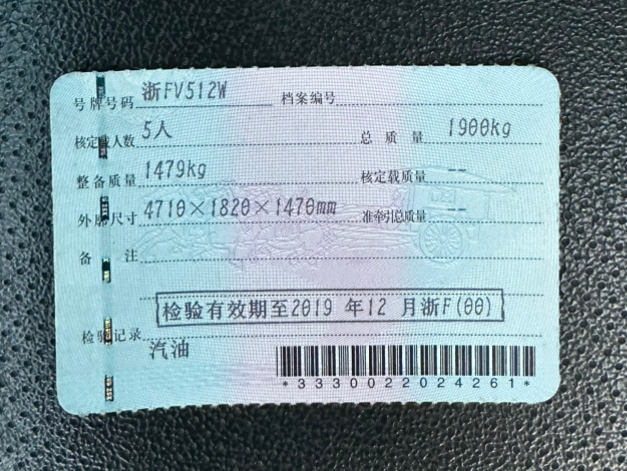 号牌号码 浙FV512W 档案编号
核定载人数 5人 总质量 1900kg
整备质量 1479kg 核定载质量 --
外廓尺寸 4710×1820×1470mm 准牵引总质量 --
备注
检验有效期至2019 年12 月浙F(00)
检验记录
汽油
*3330022024261*